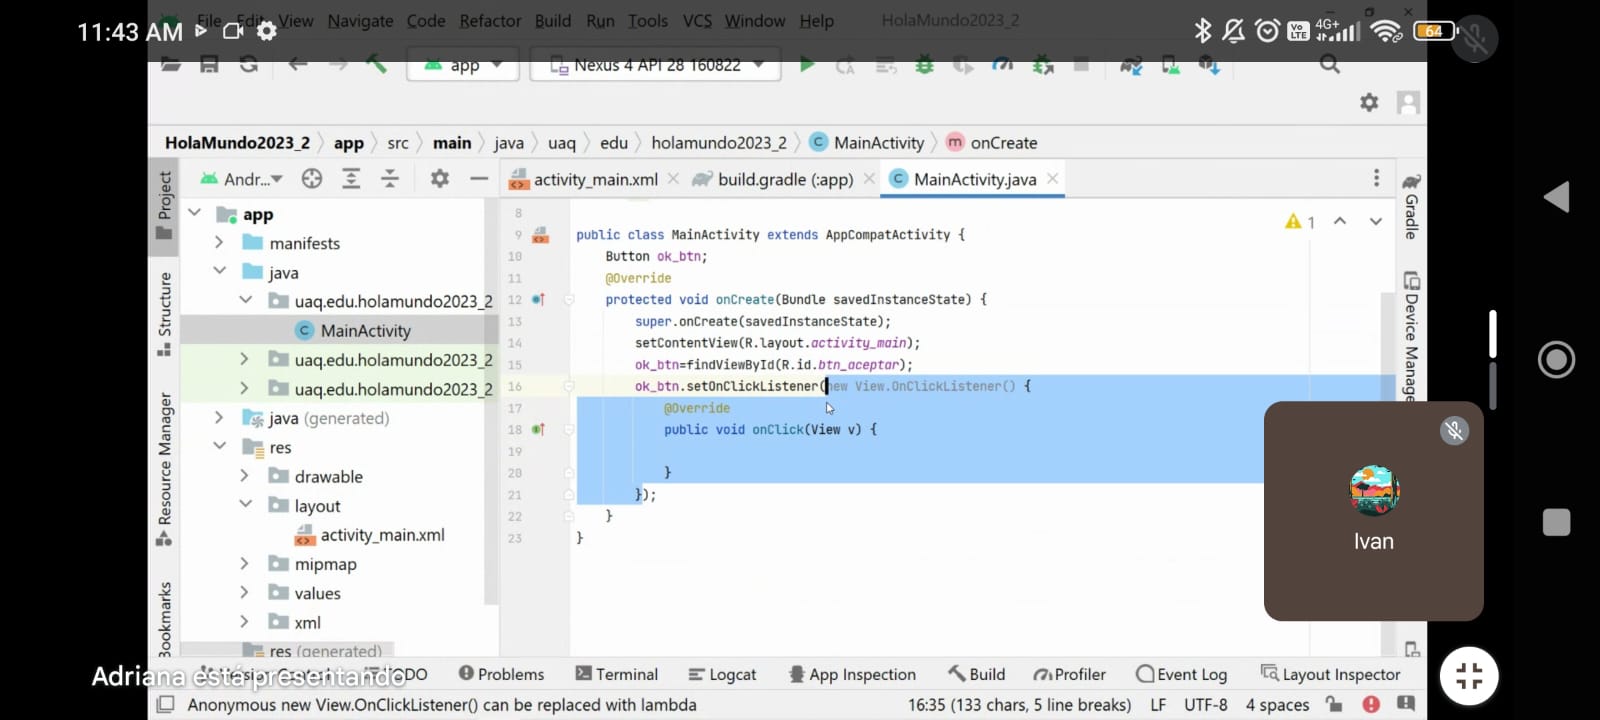 11:43 AM
File Edit View Navigate Code Refactor Build Run Tools VCS Window Help HolaMundo2023_2
VoLTE 4G+ 64
app Nexus 4 API 28 160822
HolaMundo2023_2 app src main java uaq edu holamundo2023_2 MainActivity onCreate
Project
Structure
Resource Manager
Bookmarks
Andr...
app
manifests
java
uaq.edu.holamundo2023_2
MainActivity
uaq.edu.holamundo2023_2
uaq.edu.holamundo2023_2
java (generated)
res
drawable
layout
activity_main.xml
mipmap
values
xml
res (generated)
activity_main.xml build.gradle (:app) MainActivity.java
1
8
9 public class MainActivity extends AppCompatActivity {
10 Button ok_btn;
11 @Override
12 protected void onCreate(Bundle savedInstanceState) {
13 super.onCreate(savedInstanceState);
14 setContentView(R.layout.activity_main);
15 ok_btn=findViewById(R.id.btn_aceptar);
16 ok_btn.setOnClickListener(new View.OnClickListener() {
17 @Override
18 public void onClick(View v) {
19
20 }
21 });
22 }
23 }
Gradle
Device Manag
Ivan
Adriana está presentando
TODO Problems Terminal Logcat App Inspection Build Profiler Event Log Layout Inspector
Anonymous new View.OnClickListener() can be replaced with lambda 16:35 (133 chars, 5 line breaks) LF UTF-8 4 spaces